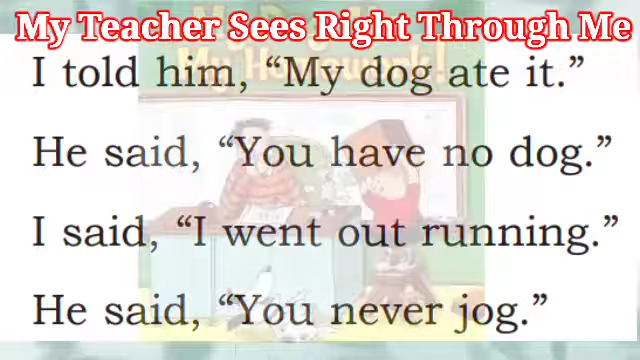 My Teacher Sees Right Through Me
I told him, “My dog ate it.”
He said, “You have no dog.”
I said, “I went out running.”
He said, “You never jog.”